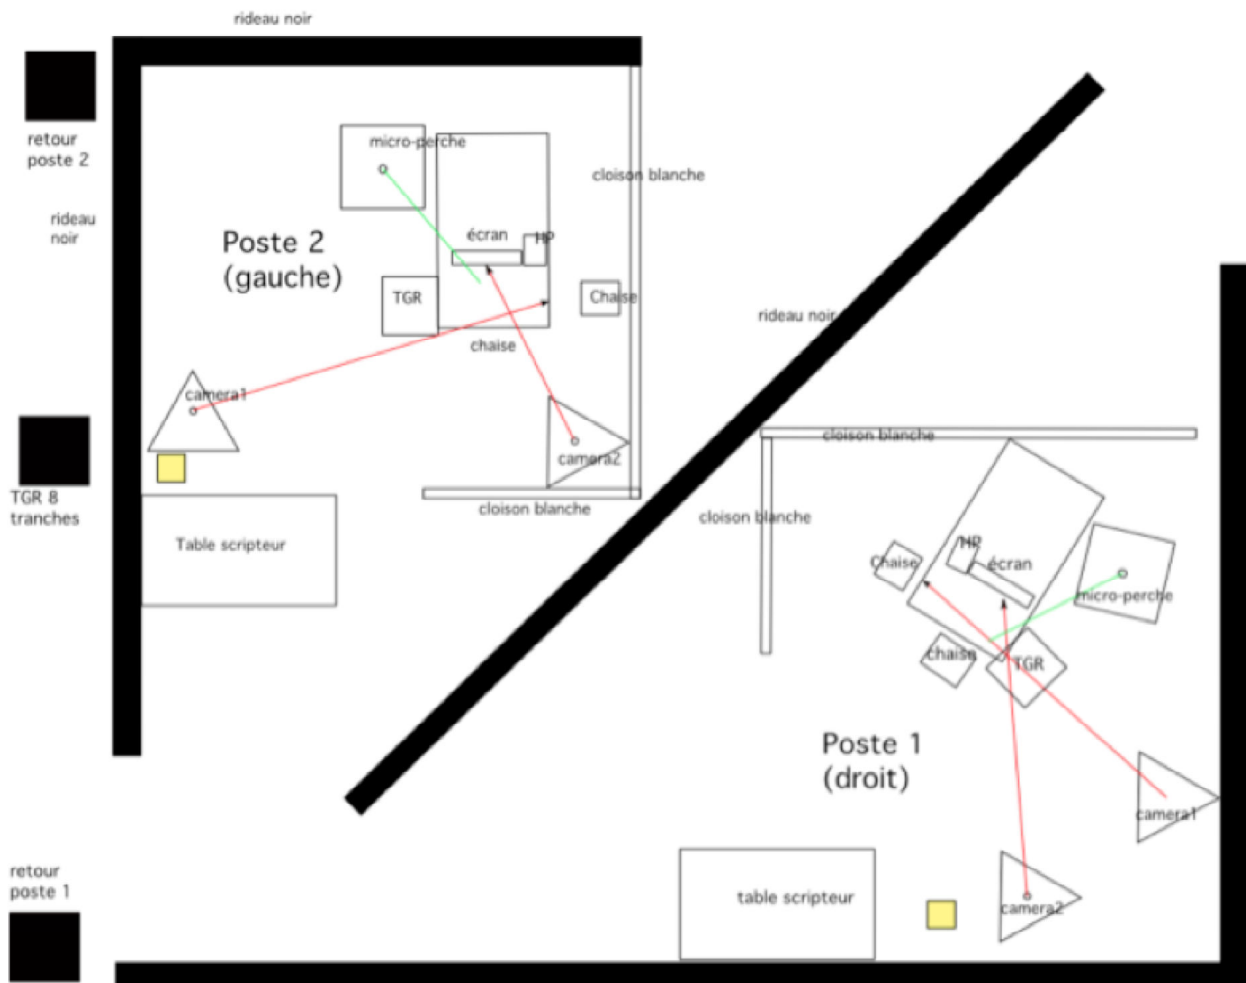 rideau noir
retour
poste 2
micro-perche
cloison blanche
rideau
noir
Poste 2
(gauche)
écran
HP
TGR
Chaise
chaise
rideau noir
camera1
camera2
cloison blanche
cloison blanche
TGR 8
tranches
cloison blanche
Table scripteur
HP
écran
Chaise
micro-perche
chaise
TGR
Poste 1
(droit)
camera1
retour
poste 1
table scripteur
camera2